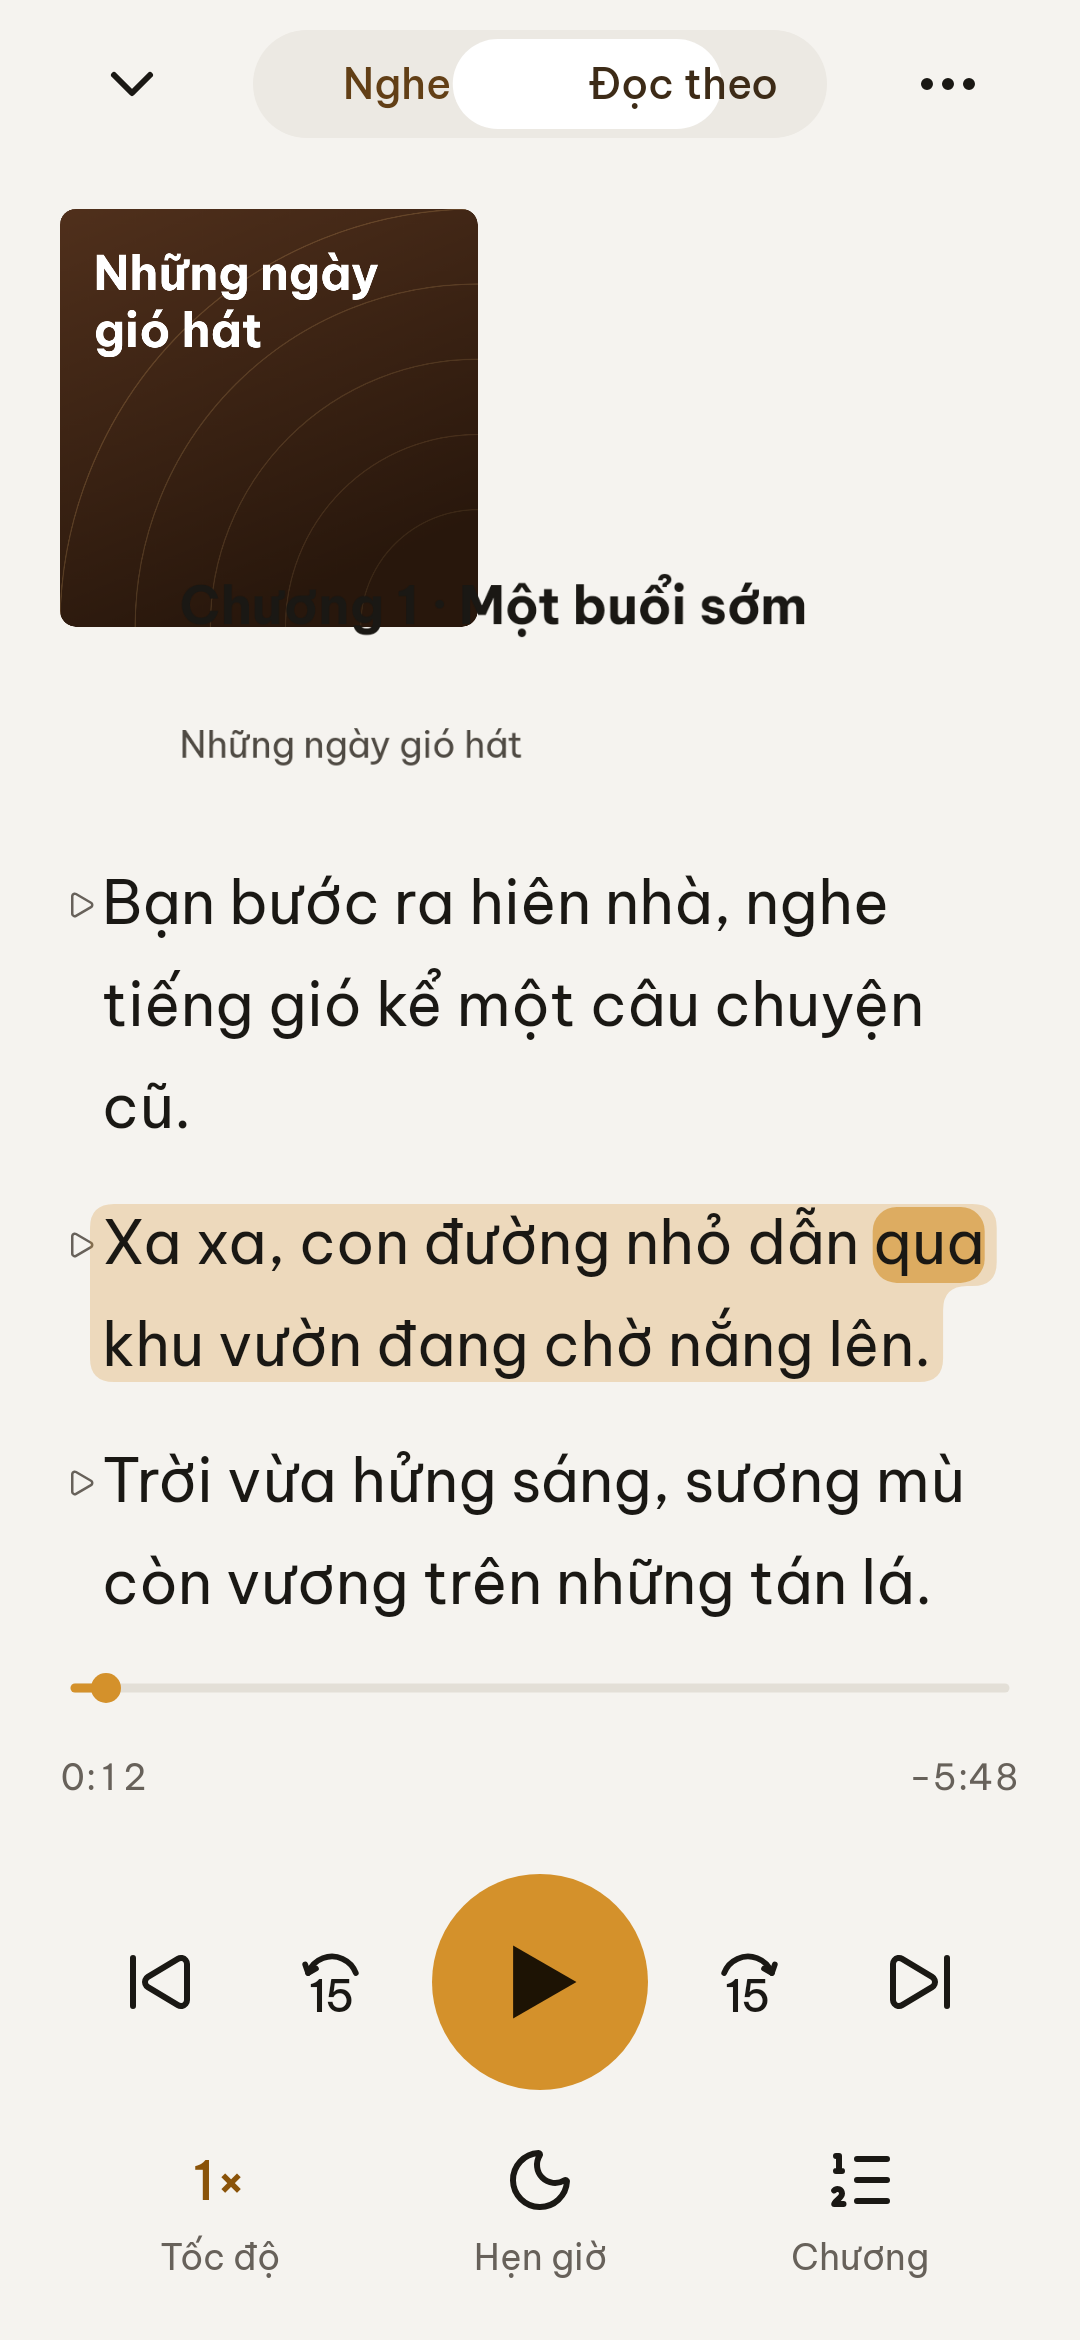 Nghe
Đọc theo
Những ngày
gió hát
Chương 1 · Một buổi sớm
Những ngày gió hát
Bạn bước ra hiên nhà, nghe
tiếng gió kể một câu chuyện
cũ.
Xa xa, con đường nhỏ dẫn qua
khu vườn đang chờ nắng lên.
Trời vừa hửng sáng, sương mù
còn vương trên những tán lá.
0:12
−5:48
15
15
1×
Tốc độ
Hẹn giờ
1
2
Chương